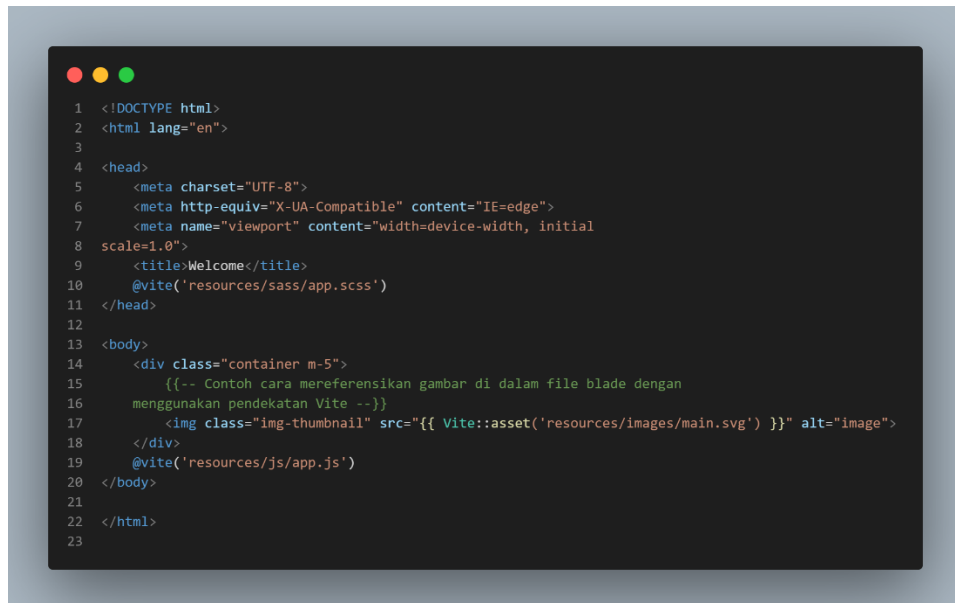 1 <!DOCTYPE html>
2 <html lang="en">
3
4 <head>
5     <meta charset="UTF-8">
6     <meta http-equiv="X-UA-Compatible" content="IE=edge">
7     <meta name="viewport" content="width=device-width, initial
8 scale=1.0">
9     <title>Welcome</title>
10     @vite('resources/sass/app.scss')
11 </head>
12
13 <body>
14     <div class="container m-5">
15         {{-- Contoh cara mereferensikan gambar di dalam file blade dengan
16     menggunakan pendekatan Vite --}}
17         <img class="img-thumbnail" src="{{ Vite::asset('resources/images/main.svg') }}" alt="image">
18     </div>
19     @vite('resources/js/app.js')
20 </body>
21
22 </html>
23